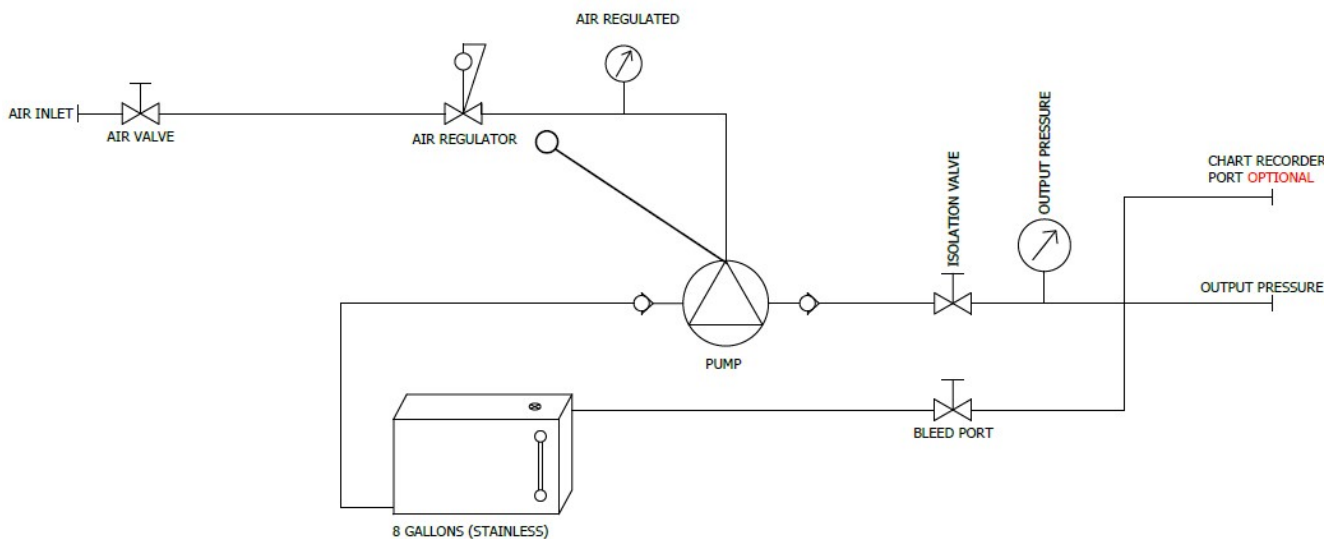 AIR REGULATED
AIR INLET
AIR VALVE
AIR REGULATOR
ISOLATION VALVE
OUTPUT PRESSURE
CHART RECORDER
PORT OPTIONAL
OUTPUT PRESSURE
PUMP
BLEED PORT
8 GALLONS (STAINLESS)